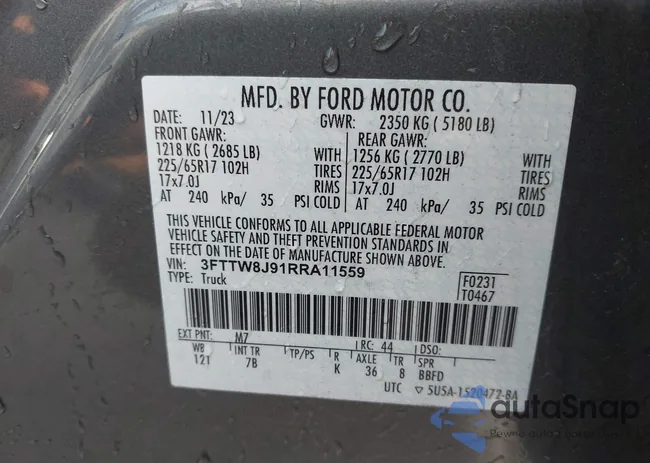 MFD. BY FORD MOTOR CO.
DATE: 11/23 GVWR: 2350 KG ( 5180 LB)
FRONT GAWR: REAR GAWR:
1218 KG ( 2685 LB) WITH 1256 KG ( 2770 LB) WITH
225/65R17 102H TIRES 225/65R17 102H TIRES
17x7.0J RIMS 17x7.0J RIMS
AT 240 kPa/ 35 PSI COLD AT 240 kPa/ 35 PSI COLD
THIS VEHICLE CONFORMS TO ALL APPLICABLE FEDERAL MOTOR
VEHICLE SAFETY AND THEFT PREVENTION STANDARDS IN
EFFECT ON THE DATE OF MANUFACTURE SHOWN ABOVE.
VIN: 3FTTW8J91RRA11559
TYPE: Truck
F0231
T0467
EXT PNT: M7 RC: 44 DSO:
WB INT TR TP/PS R AXLE TR SPR
121 7B K 36 8 BBFD
UTC ▽ 5U5A-1520472-BA
autoSnap
Pewne auto